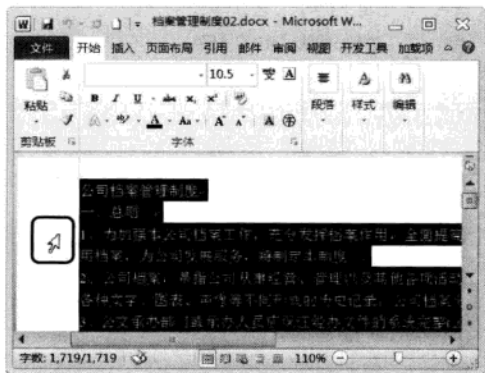 档案管理制度02.docx - Microsoft W...
文件 开始 插入 页面布局 引用 邮件 审阅 视图 开发工具 加载项
10.5
粘贴 段落 样式 编辑
剪贴板 字体
公司档案管理制度
一、总则
1、为加强本公司档案工作，充分发挥档案作用，全面提
明档案，为公司发展服务，特制定本制度。
2、公司档案，是指公司从事经营、管理以及其他各项活
各种文字、图表、声像等不同形式的历史记录。公司档案
字数: 1,719/1,719 110%